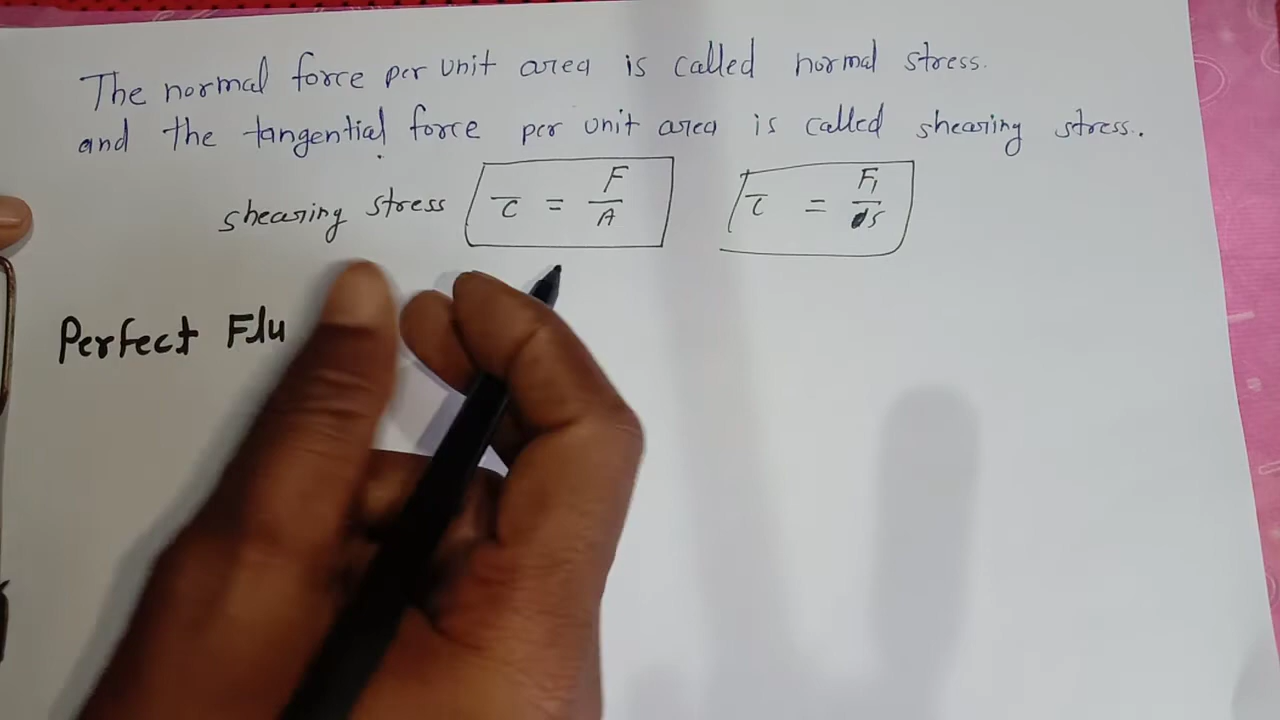 The normal force per unit area is called normal stress.
and the tangential force per unit area is called shearing stress..
shearing stress τ = F/A τ = F₁/ds
Perfect Flu